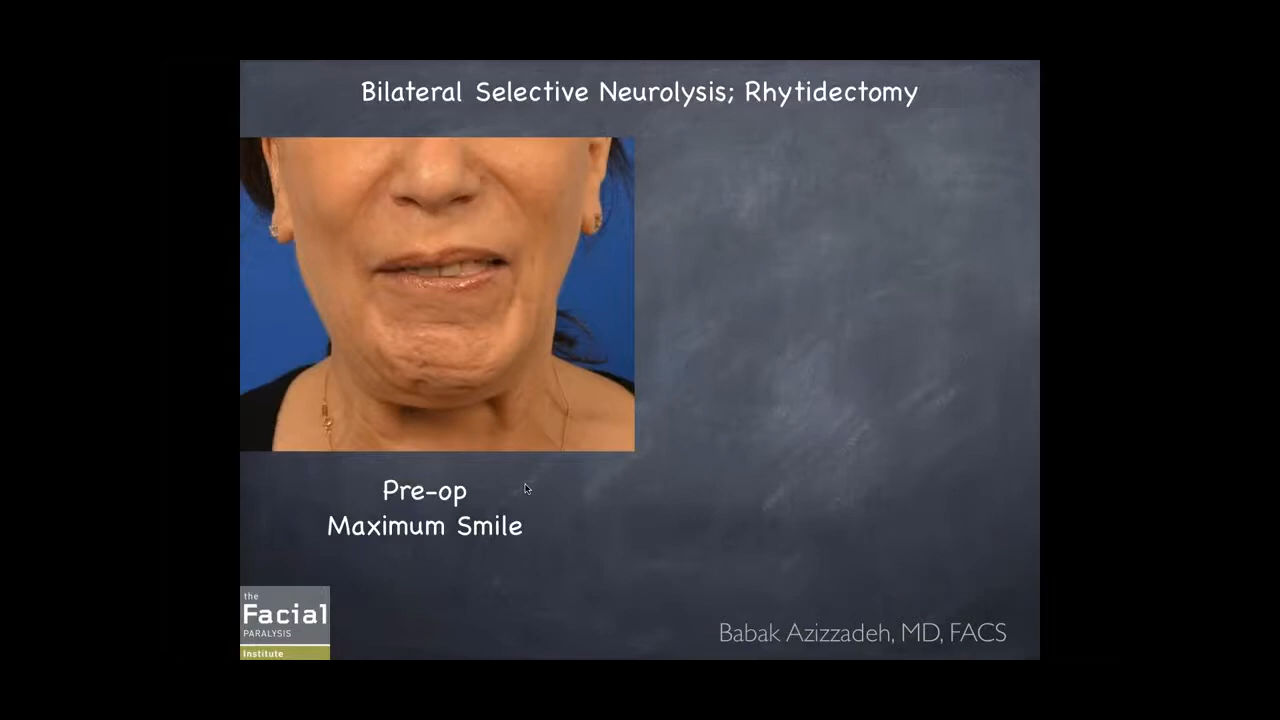 Bilateral Selective Neurolysis; Rhytidectomy
Pre-op
Maximum Smile
the
Facial
PARALYSIS
Institute
Babak Azizzadeh, MD, FACS